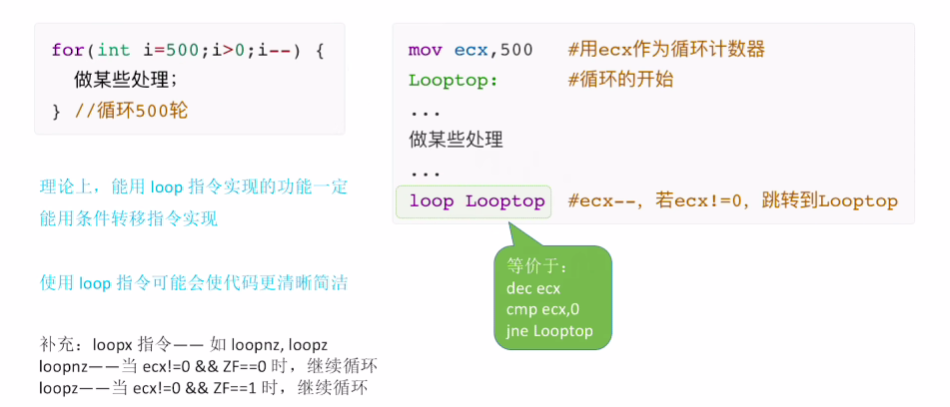 for(int i=500;i>0;i--) {
做某些处理;
} //循环500轮
理论上，能用 loop 指令实现的功能一定
能用条件转移指令实现
使用 loop 指令可能会使代码更清晰简洁
补充：loopx 指令—— 如 loopnz, loopz
loopnz——当 ecx!=0 && ZF==0 时，继续循环
loopz——当 ecx!=0 && ZF==1 时，继续循环
mov ecx,500 #用ecx作为循环计数器
Looptop: #循环的开始
...
做某些处理
...
loop Looptop #ecx--, 若ecx!=0, 跳转到Looptop
等价于：
dec ecx
cmp ecx,0
jne Looptop